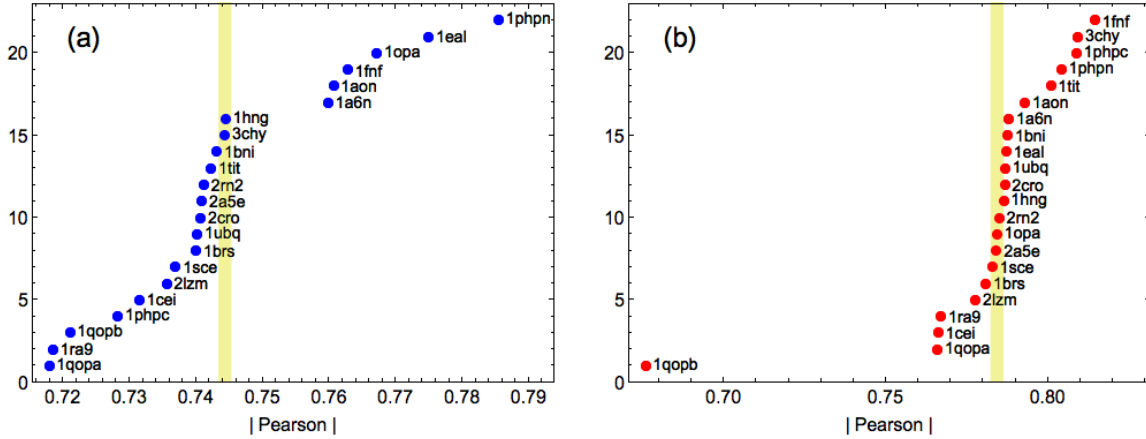 (a)
1phpn
1eal
1opa
1fnf
1aon
1a6n
1hng
3chy
1bni
1tit
2rn2
2a5e
2cro
1ubq
1brs
1sce
2lzm
1cei
1phpc
1qopb
1ra9
1qopa
20
15
10
5
0
0.72 0.73 0.74 0.75 0.76 0.77 0.78 0.79
| Pearson |
(b)
1fnf
3chy
1phpc
1phpn
1tit
1aon
1a6n
1bni
1eal
1ubq
2cro
1hng
2rn2
1opa
2a5e
1sce
1brs
2lzm
1ra9
1cei
1qopa
1qopb
20
15
10
5
0
0.70 0.75 0.80
| Pearson |